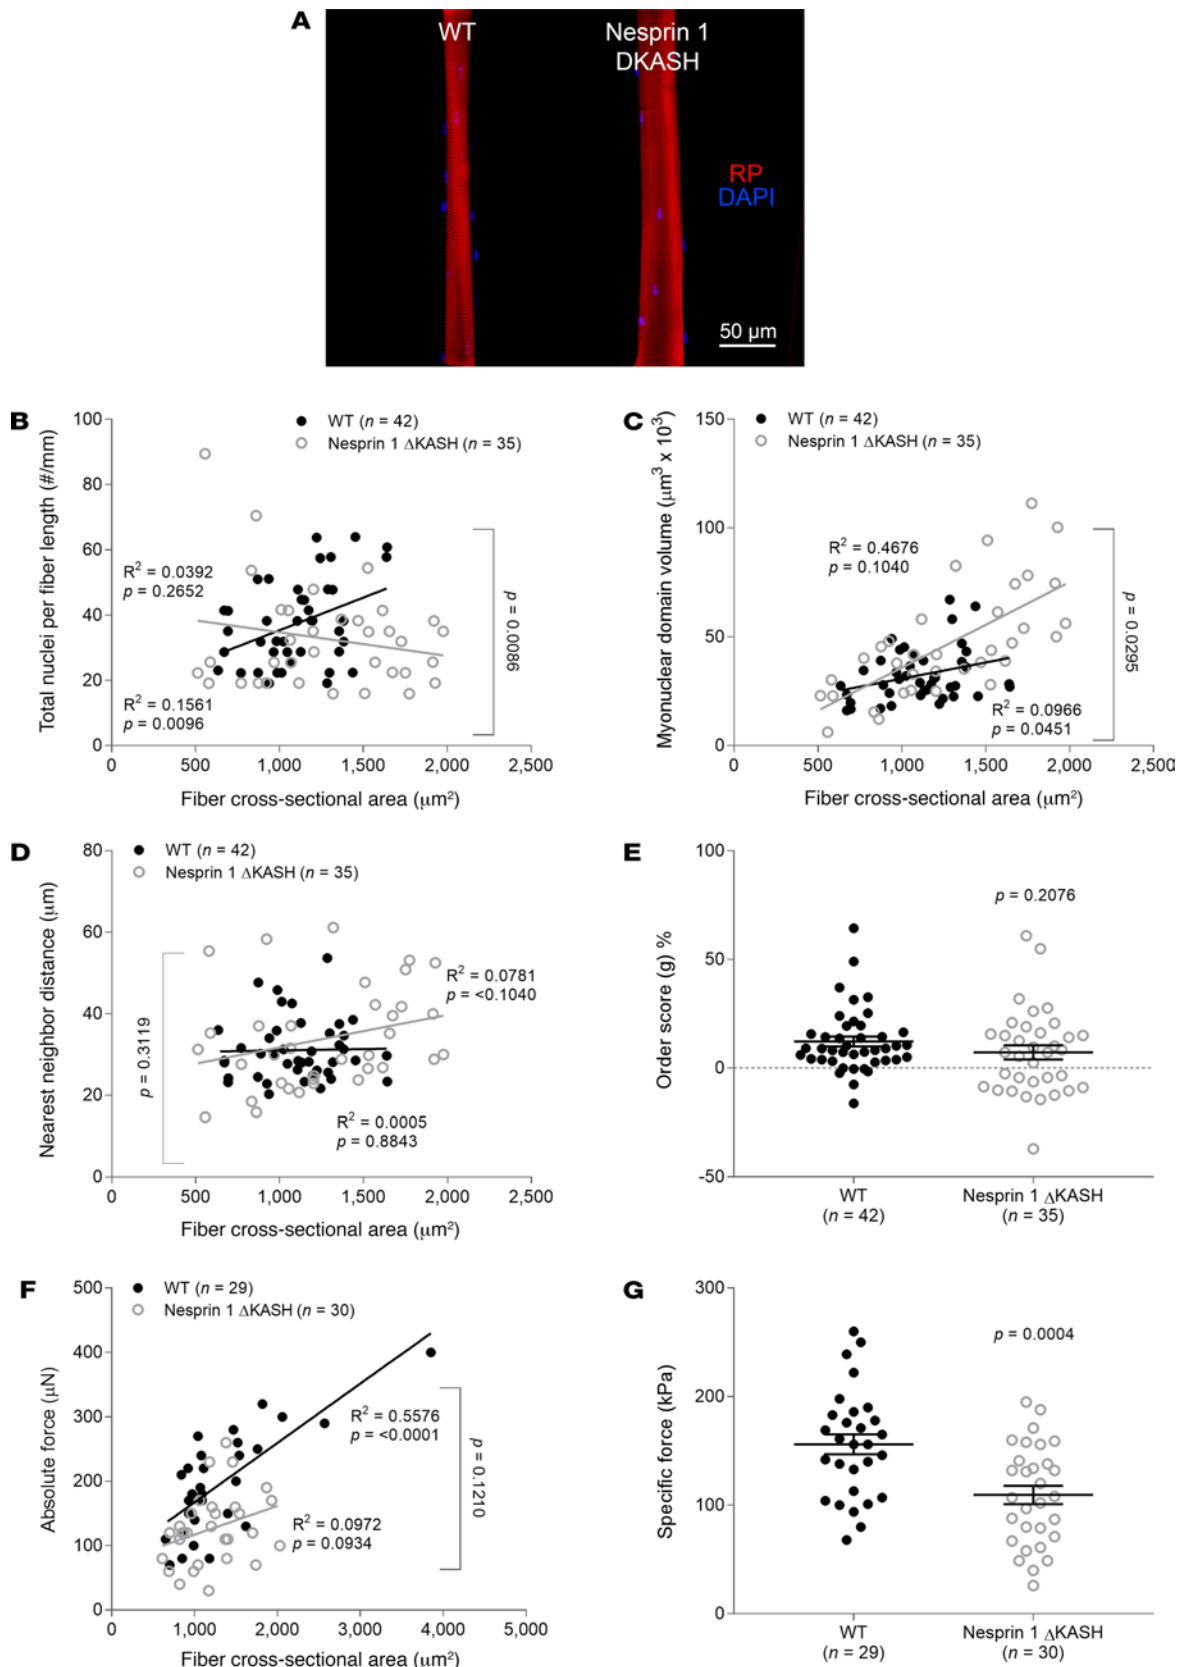 A
WT
Nesprin 1
DKASH
RP
DAPI
50 µm
B
WT (n = 42)
Nesprin 1 ΔKASH (n = 35)
Total nuclei per fiber length (#/mm)
100
80
60
40
20
0
R² = 0.0392
p = 0.2652
R² = 0.1561
p = 0.0096
p = 0.0086
0
500
1,000
1,500
2,000
2,500
Fiber cross-sectional area (µm²)
C
WT (n = 42)
Nesprin 1 ΔKASH (n = 35)
Myonuclear domain volume (µm³ x 10³)
150
100
50
0
R² = 0.4676
p = 0.1040
R² = 0.0966
p = 0.0451
p = 0.0295
0
500
1,000
1,500
2,000
2,500
Fiber cross-sectional area (µm²)
D
WT (n = 42)
Nesprin 1 ΔKASH (n = 35)
Nearest neighbor distance (µm)
80
60
40
20
0
p = 0.3119
R² = 0.0781
p = <0.1040
R² = 0.0005
p = 0.8843
0
500
1,000
1,500
2,000
2,500
Fiber cross-sectional area (µm²)
E
Order score (g) %
100
50
0
-50
p = 0.2076
WT
(n = 42)
Nesprin 1 ΔKASH
(n = 35)
F
WT (n = 29)
Nesprin 1 ΔKASH (n = 30)
Absolute force (µN)
500
400
300
200
100
0
R² = 0.5576
p = <0.0001
R² = 0.0972
p = 0.0934
p = 0.1210
0
1,000
2,000
3,000
4,000
5,000
Fiber cross-sectional area (µm²)
G
Specific force (kPa)
300
200
100
0
p = 0.0004
WT
(n = 29)
Nesprin 1 ΔKASH
(n = 30)